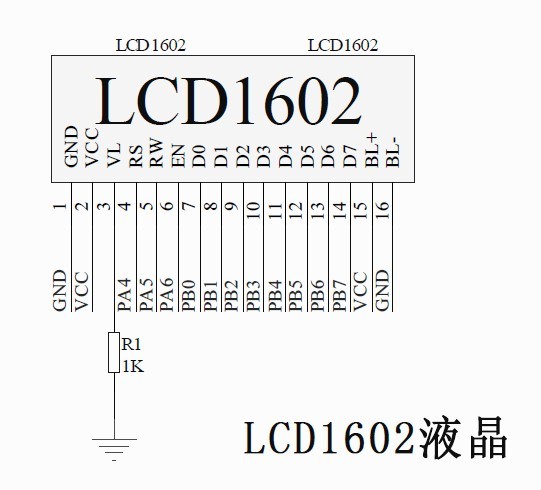 LCD1602 LCD1602
LCD1602
GND VCC VL RS RW EN D0 D1 D2 D3 D4 D5 D6 D7 BL+ BL-
1 2 3 4 5 6 7 8 9 10 11 12 13 14 15 16
GND VCC PA4 PA5 PA6 PB0 PB1 PB2 PB3 PB4 PB5 PB6 PB7 VCC GND
R1
1K
LCD1602液晶